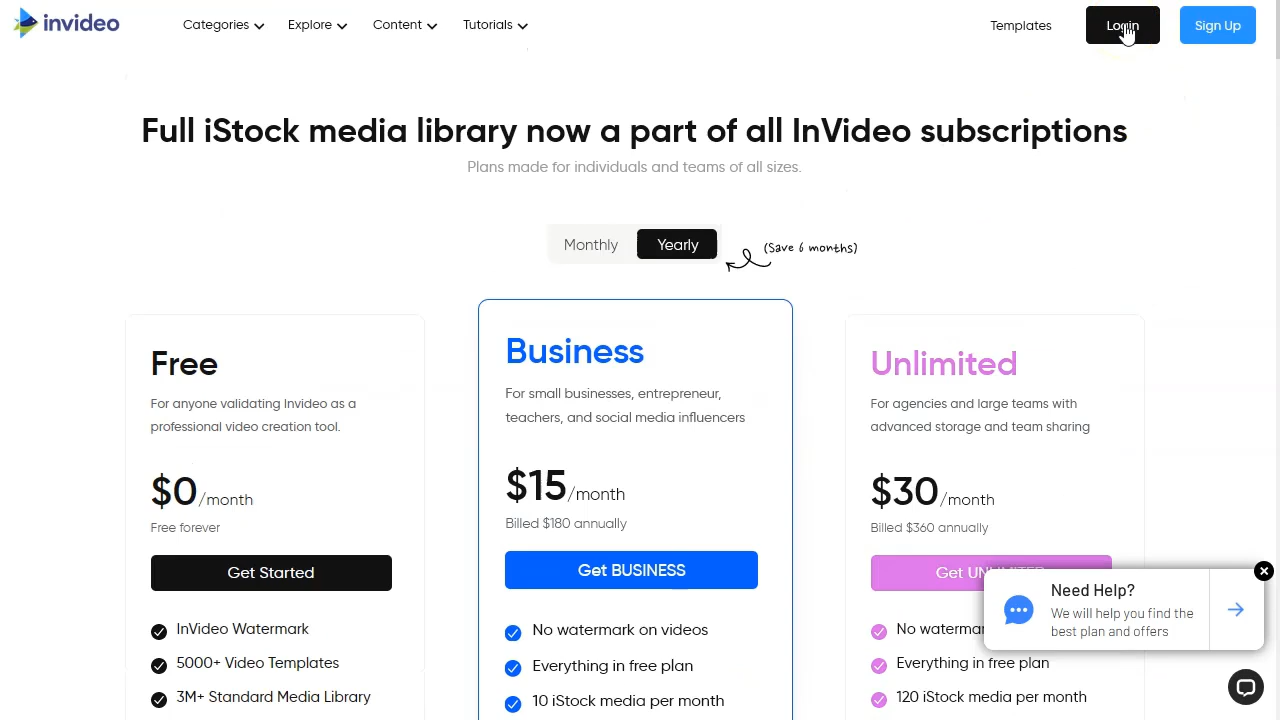 invideo
Categories
Explore
Content
Tutorials
Templates
Login
Sign Up
Full iStock media library now a part of all InVideo subscriptions
Plans made for individuals and teams of all sizes.
Monthly
Yearly
(Save 6 months)
Free
For anyone validating Invideo as a
professional video creation tool.
$0/month
Free forever
Get Started
InVideo Watermark
5000+ Video Templates
3M+ Standard Media Library
Business
For small businesses, entrepreneur,
teachers, and social media influencers
$15/month
Billed $180 annually
Get BUSINESS
No watermark on videos
Everything in free plan
10 iStock media per month
Unlimited
For agencies and large teams with
advanced storage and team sharing
$30/month
Billed $360 annually
Get UNLIMITED
No watermar
Everything in free plan
120 iStock media per month
Need Help?
We will help you find the
best plan and offers